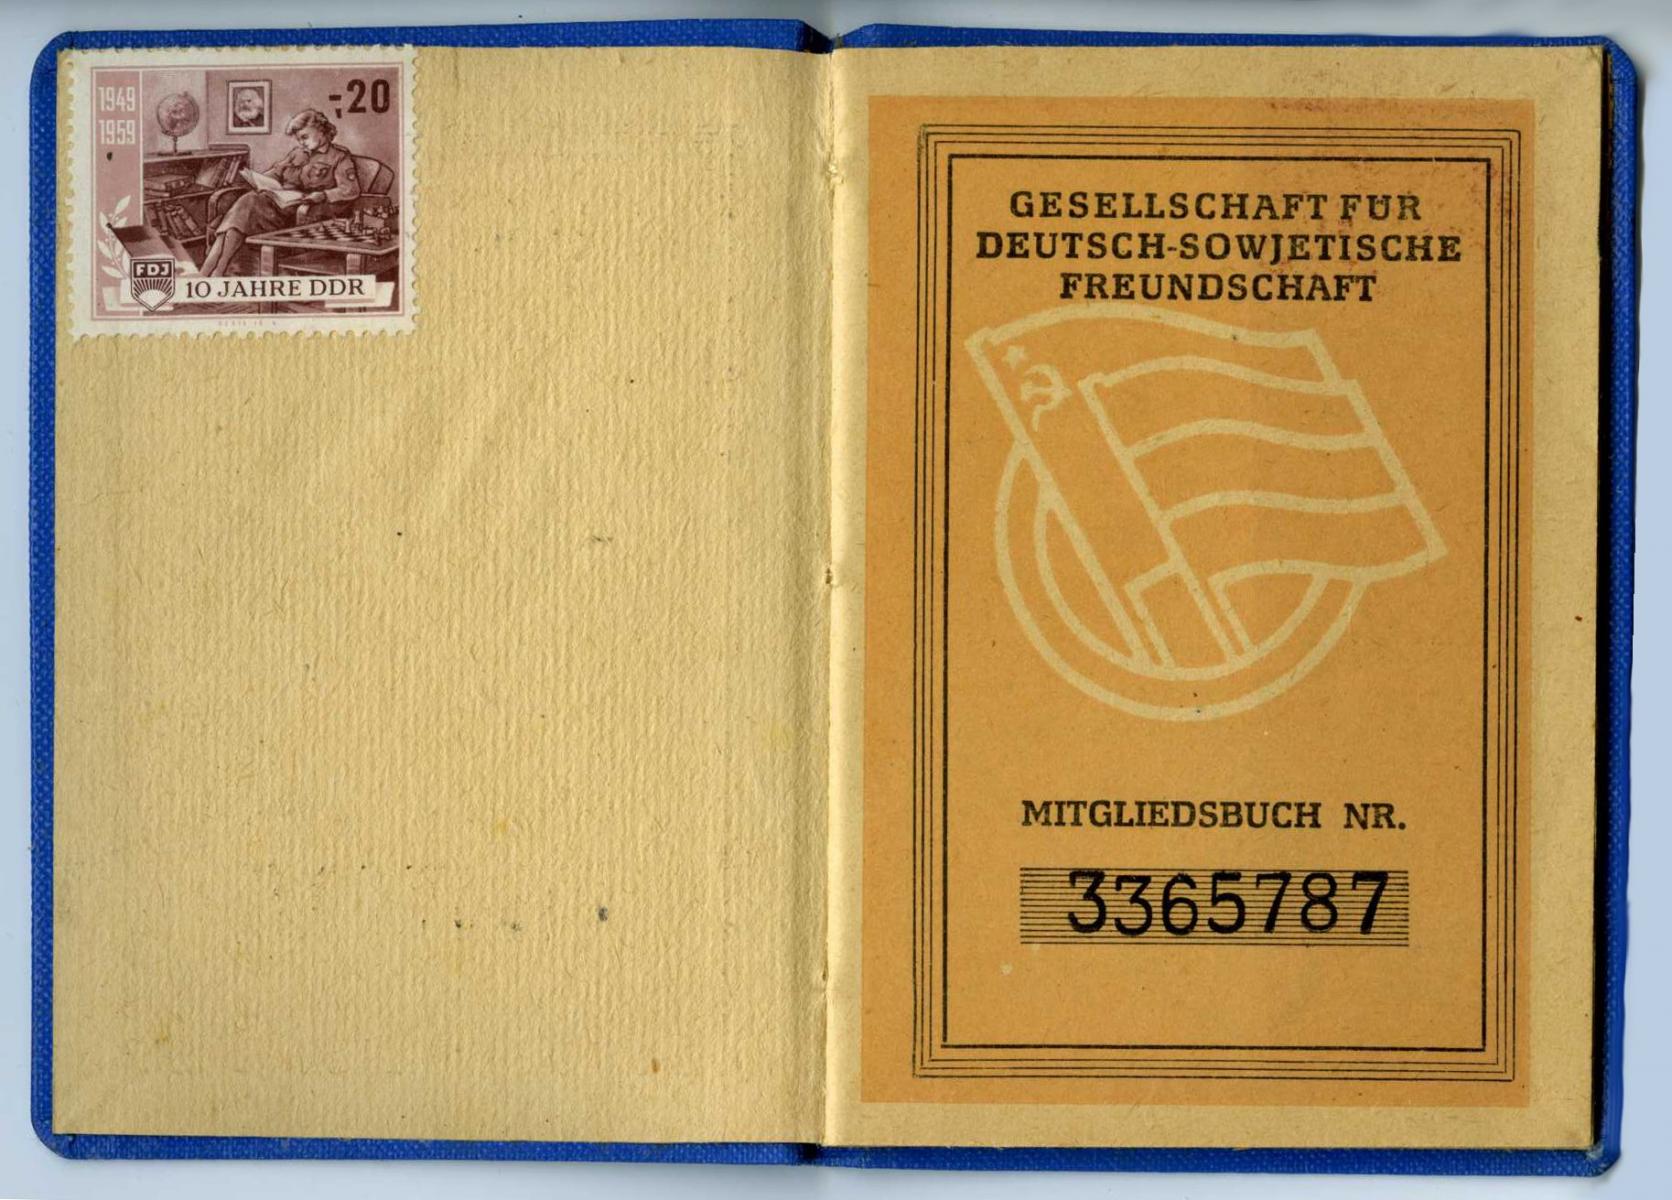 1949
1959
-,20
FDJ
10 JAHRE DDR
GESELLSCHAFT FÜR
DEUTSCH-SOWJETISCHE
FREUNDSCHAFT
MITGLIEDSBUCH NR.
3365787